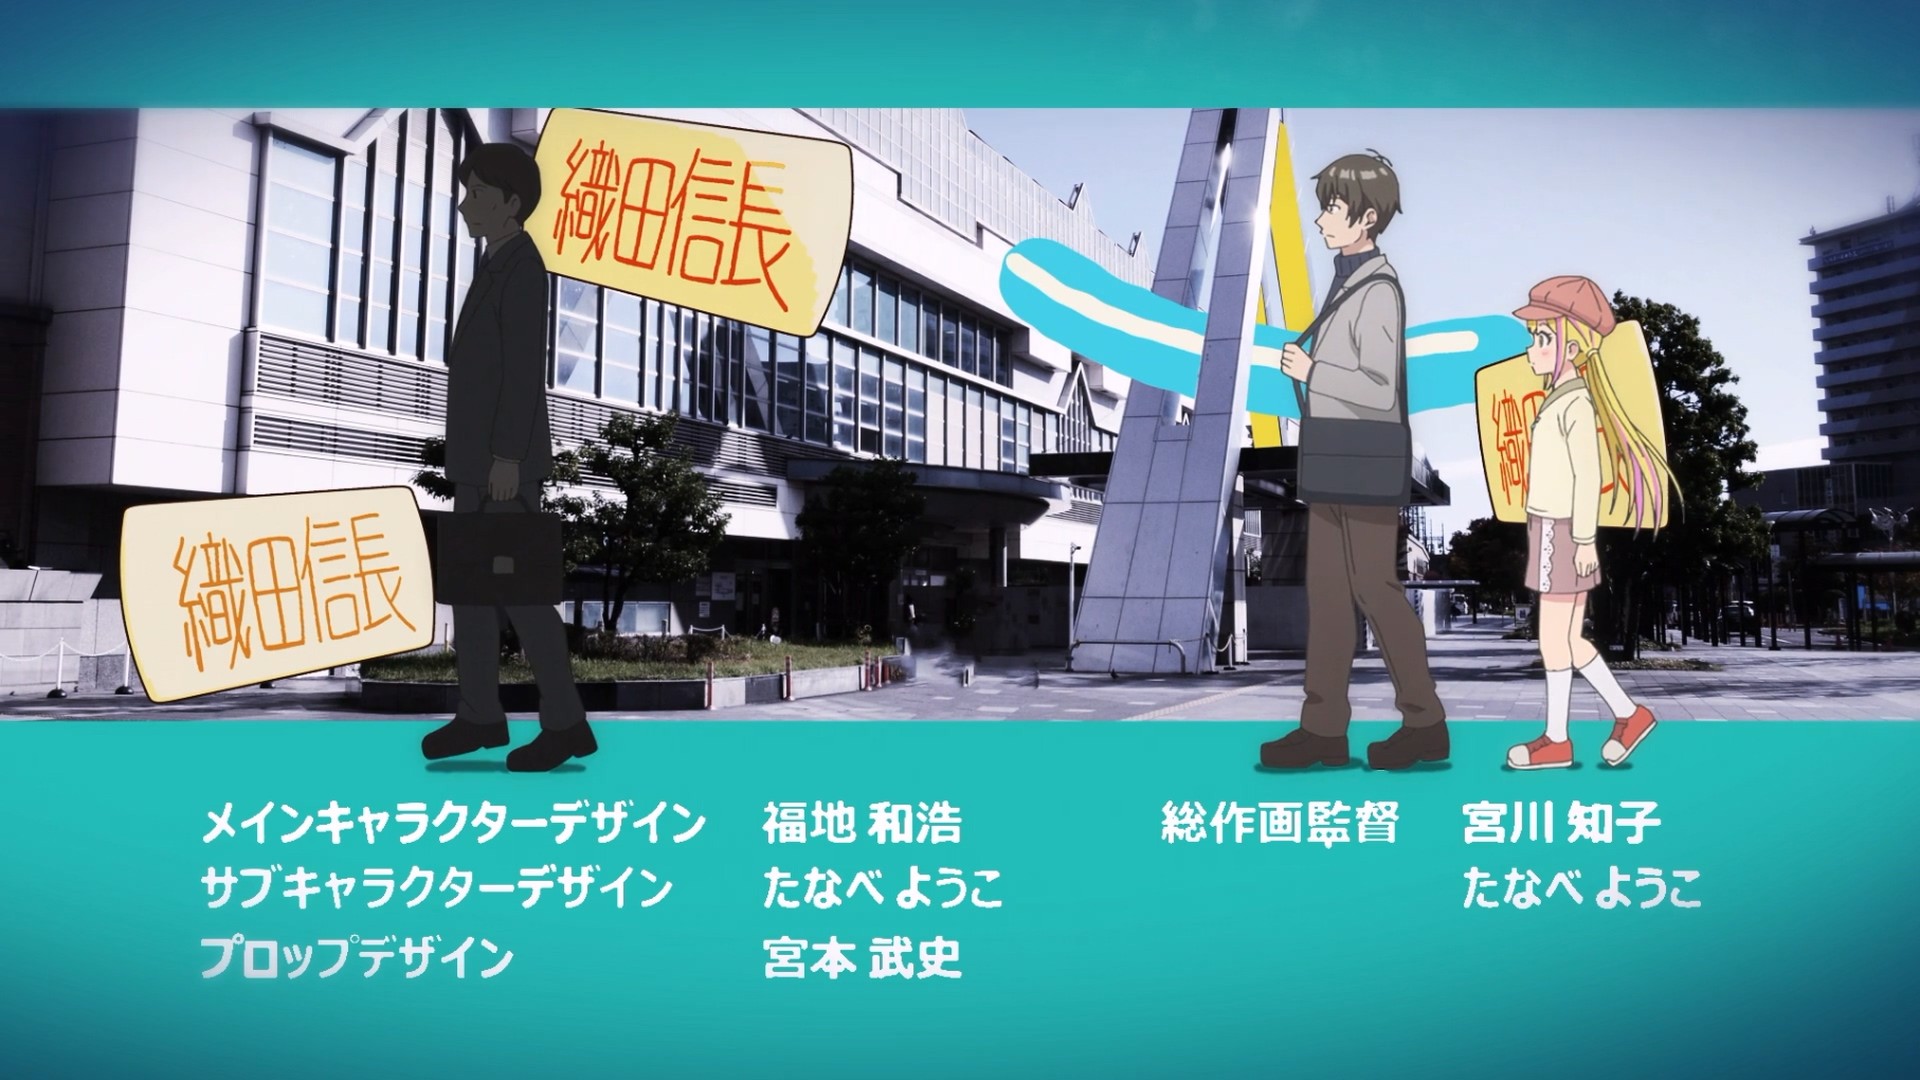 織田信長
織田信長
織
メインキャラクターデザイン 福地 和浩
サブキャラクターデザイン たなべ ようこ
プロップデザイン 宮本 武史
総作画監督 宮川 知子
たなべ ようこ